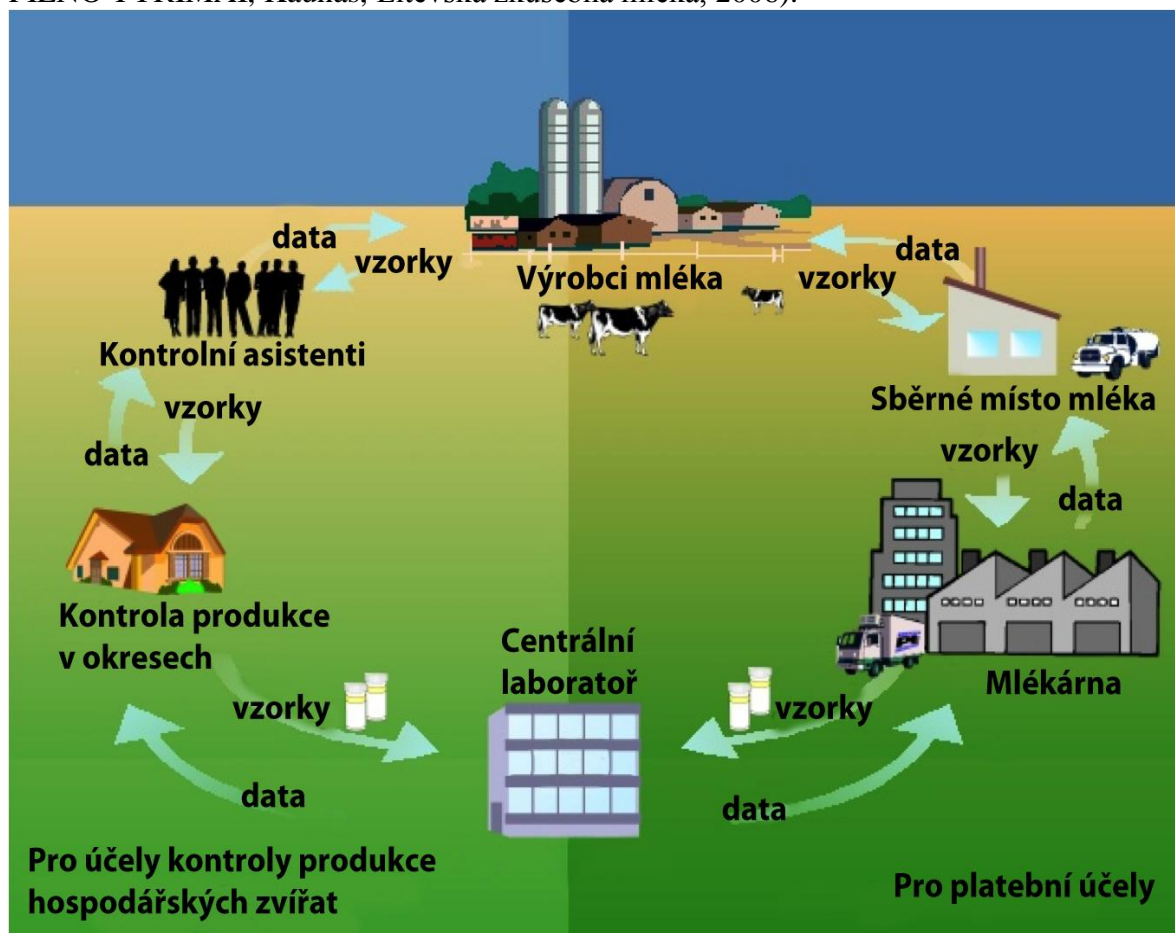 data
vzorky
Výrobci mléka
data
vzorky
Kontrolní asistenti
vzorky
data
Sběrné místo mléka
vzorky
data
Kontrola produkce
v okresech
vzorky
data
Centrální
laboratoř
Mlékárna
vzorky
data
Pro účely kontroly produkce
hospodářských zvířat
Pro platební účely